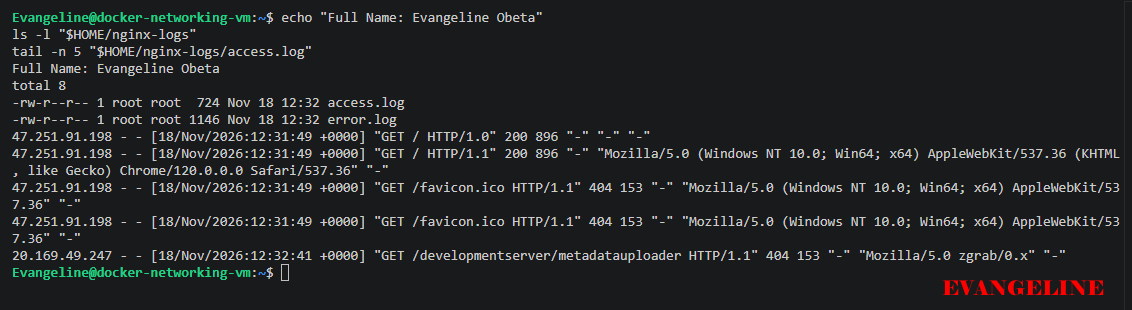 Evangeline@docker-networking-vm:~$ echo "Full Name: Evangeline Obeta"
ls -l "$HOME/nginx-logs"
tail -n 5 "$HOME/nginx-logs/access.log"
Full Name: Evangeline Obeta
total 8
-rw-r--r-- 1 root root  724 Nov 18 12:32 access.log
-rw-r--r-- 1 root root 1146 Nov 18 12:32 error.log
47.251.91.198 - - [18/Nov/2026:12:31:49 +0000] "GET / HTTP/1.0" 200 896 "-" "-" "-"
47.251.91.198 - - [18/Nov/2026:12:31:49 +0000] "GET / HTTP/1.1" 200 896 "-" "Mozilla/5.0 (Windows NT 10.0; Win64; x64) AppleWebKit/537.36 (KHTML
, like Gecko) Chrome/120.0.0.0 Safari/537.36" "-"
47.251.91.198 - - [18/Nov/2026:12:31:49 +0000] "GET /favicon.ico HTTP/1.1" 404 153 "-" "Mozilla/5.0 (Windows NT 10.0; Win64; x64) AppleWebKit/53
7.36" "-"
47.251.91.198 - - [18/Nov/2026:12:31:49 +0000] "GET /favicon.ico HTTP/1.1" 404 153 "-" "Mozilla/5.0 (Windows NT 10.0; Win64; x64) AppleWebKit/53
7.36" "-"
20.169.49.247 - - [18/Nov/2026:12:32:41 +0000] "GET /developmentserver/metadatauploader HTTP/1.1" 404 153 "-" "Mozilla/5.0 zgrab/0.x" "-"
Evangeline@docker-networking-vm:~$
EVANGELINE